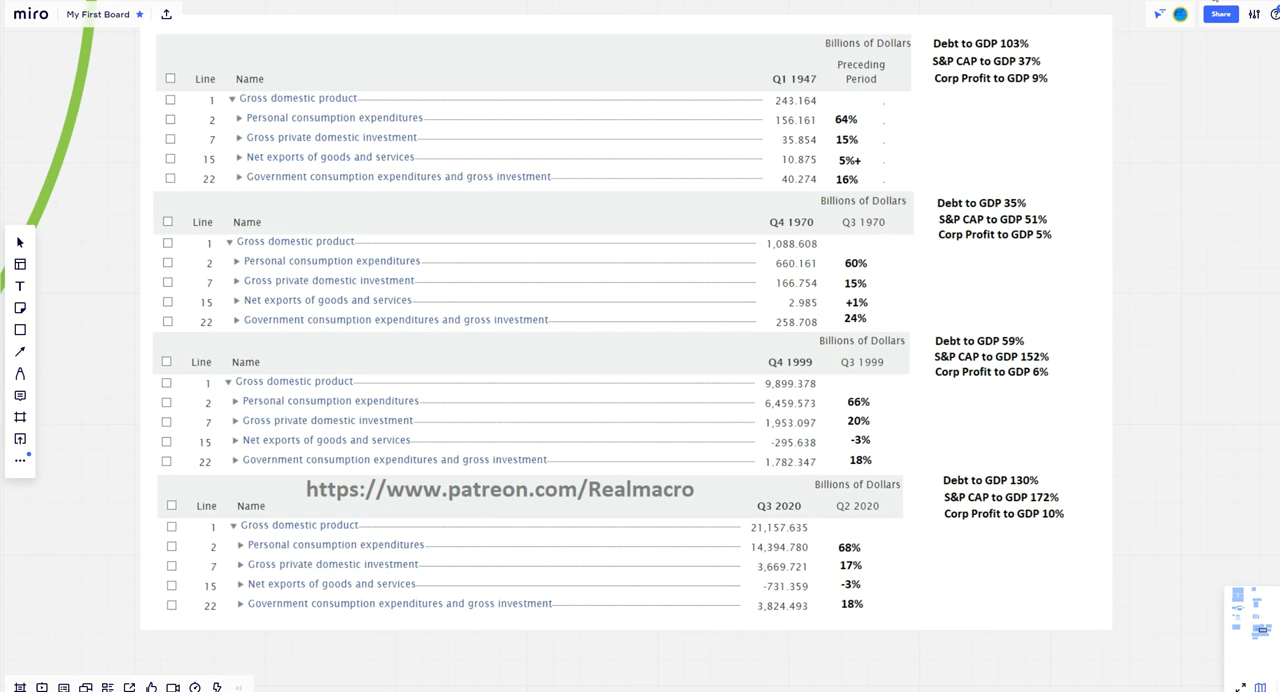 miro My First Board Share
Billions of Dollars
Preceding
Line Name Q1 1947 Period
1 Gross domestic product 243.164 .
2 Personal consumption expenditures 156.161 64% .
7 Gross private domestic investment 35.854 15% .
15 Net exports of goods and services 10.875 5%+ .
22 Government consumption expenditures and gross investment 40.274 16% .
Debt to GDP 103%
S&P CAP to GDP 37%
Corp Profit to GDP 9%
Billions of Dollars
Line Name Q4 1970 Q3 1970
1 Gross domestic product 1,088.608
2 Personal consumption expenditures 660.161 60%
7 Gross private domestic investment 166.754 15%
15 Net exports of goods and services 2.985 +1%
22 Government consumption expenditures and gross investment 258.708 24%
Debt to GDP 35%
S&P CAP to GDP 51%
Corp Profit to GDP 5%
Billions of Dollars
Line Name Q4 1999 Q3 1999
1 Gross domestic product 9,899.378
2 Personal consumption expenditures 6,459.573 66%
7 Gross private domestic investment 1,953.097 20%
15 Net exports of goods and services -295.638 -3%
22 Government consumption expenditures and gross investment 1.782.347 18%
Debt to GDP 59%
S&P CAP to GDP 152%
Corp Profit to GDP 6%
https://www.patreon.com/Realmacro
Billions of Dollars
Line Name Q3 2020 Q2 2020
1 Gross domestic product 21,157.635
2 Personal consumption expenditures 14,394.780 68%
7 Gross private domestic investment 3,669.721 17%
15 Net exports of goods and services -731.359 -3%
22 Government consumption expenditures and gross investment 3,824.493 18%
Debt to GDP 130%
S&P CAP to GDP 172%
Corp Profit to GDP 10%